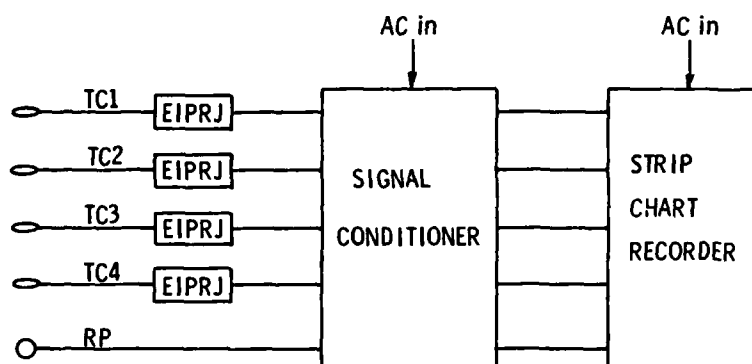 AC in
AC in
TC1
EIPRJ
TC2
EIPRJ
TC3
EIPRJ
TC4
EIPRJ
RP
SIGNAL
CONDITIONER
STRIP
CHART
RECORDER